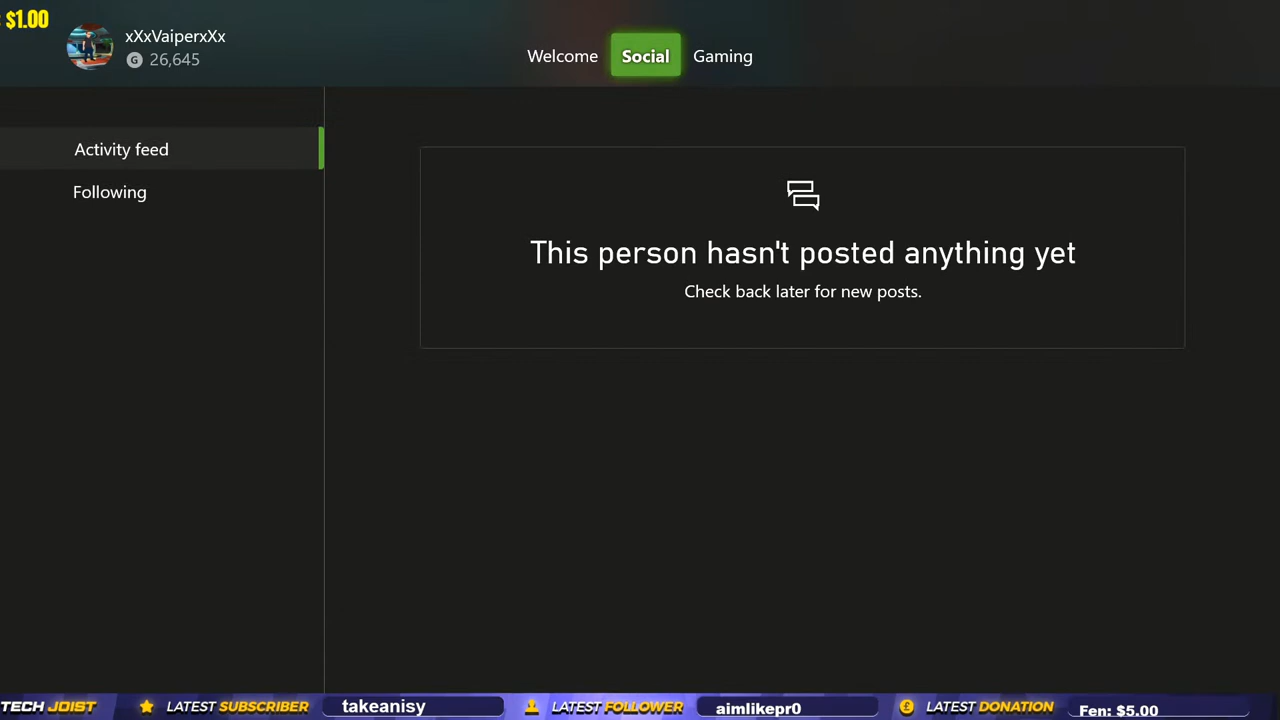 $1.00
xXxVaiperxXx
G 26,645
Welcome Social Gaming
Activity feed
Following
This person hasn't posted anything yet
Check back later for new posts.
TECH JOIST LATEST SUBSCRIBER takeanisy LATEST FOLLOWER aimlikepr0 LATEST DONATION Fen: $5.00